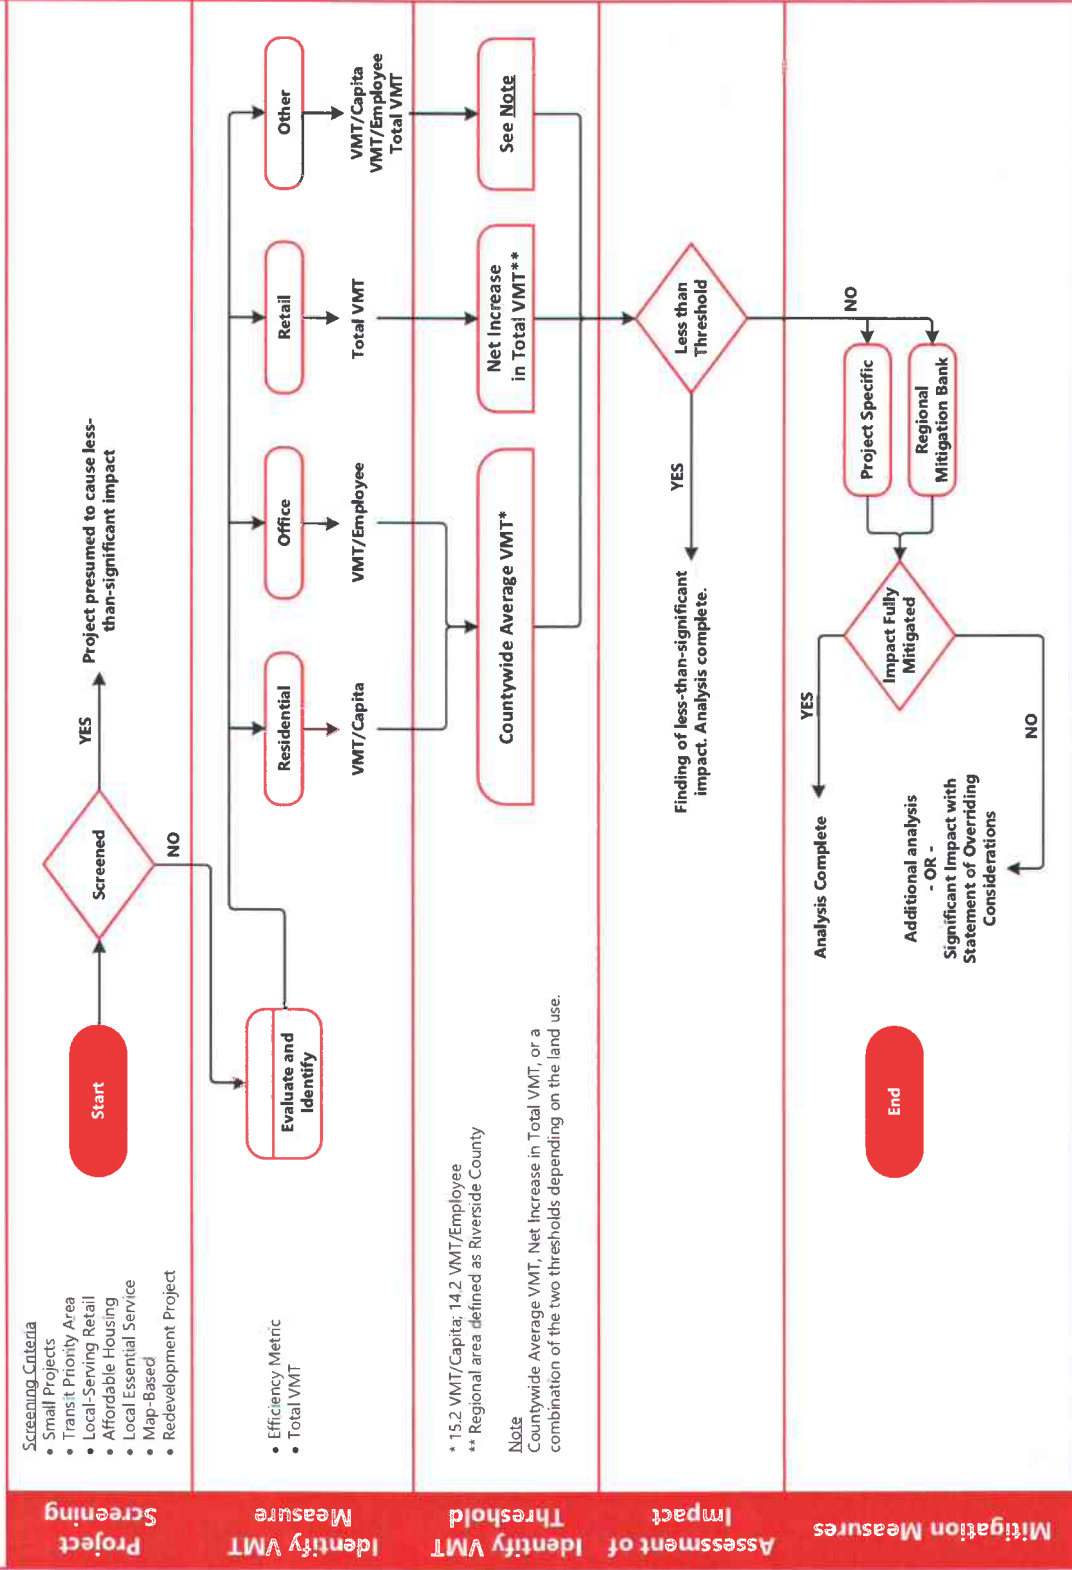 Project
Screening
Screening Criteria
• Small Projects
• Transit Priority Area
• Local-Serving Retail
• Affordable Housing
• Local Essential Service
• Map-Based
• Redevelopment Project
Start
Screened
YES
NO
Project presumed to cause less-
than-significant impact
Identify VMT
Measure
• Efficiency Metric
• Total VMT
Evaluate and
Identify
Residential
Office
Retail
Other
VMT/Capita
VMT/Employee
Total VMT
VMT/Capita
VMT/Employee
Total VMT
Identify VMT
Threshold
* 15.2 VMT/Capita; 14.2 VMT/Employee
** Regional area defined as Riverside County
Note
Countywide Average VMT, Net Increase in Total VMT, or a
combination of the two thresholds depending on the land use.
Countywide Average VMT*
Net Increase
in Total VMT**
See Note
Assessment of
Impact
Less than
Threshold
YES
Finding of less-than-significant
impact. Analysis complete.
NO
Mitigation Measures
Project Specific
Regional
Mitigation Bank
Impact Fully
Mitigated
YES
Analysis Complete
NO
Additional analysis
- OR -
Significant Impact with
Statement of Overriding
Considerations
End